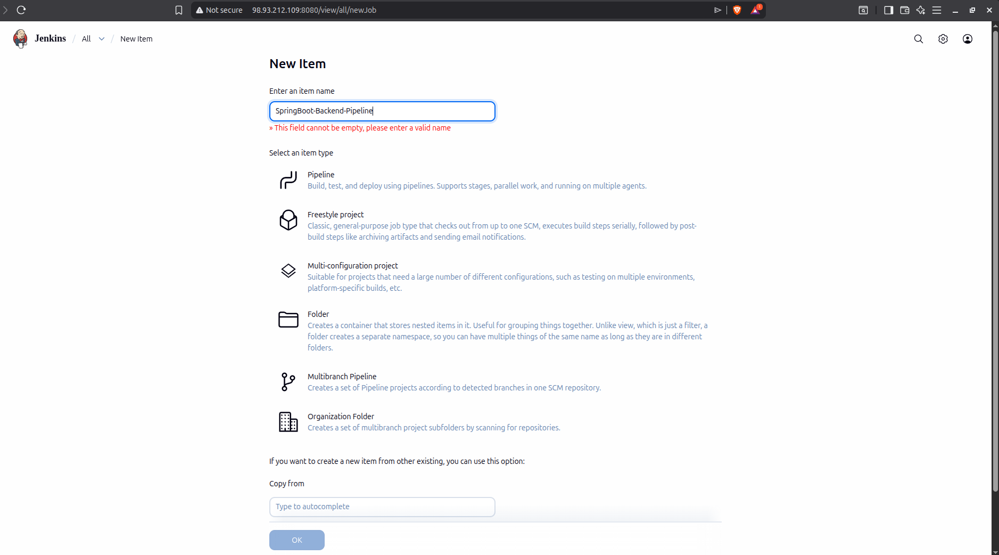 Not secure 98.93.212.109:8080/view/all/newJob
1
Jenkins / All / New Item
New Item
Enter an item name
SpringBoot-Backend-Pipeline
» This field cannot be empty, please enter a valid name
Select an item type
Pipeline
Build, test, and deploy using pipelines. Supports stages, parallel work, and running on multiple agents.
Freestyle project
Classic, general-purpose job type that checks out from up to one SCM, executes build steps serially, followed by post-
build steps like archiving artifacts and sending email notifications.
Multi-configuration project
Suitable for projects that need a large number of different configurations, such as testing on multiple environments,
platform-specific builds, etc.
Folder
Creates a container that stores nested items in it. Useful for grouping things together. Unlike view, which is just a filter, a
folder creates a separate namespace, so you can have multiple things of the same name as long as they are in different
folders.
Multibranch Pipeline
Creates a set of Pipeline projects according to detected branches in one SCM repository.
Organization Folder
Creates a set of multibranch project subfolders by scanning for repositories.
If you want to create a new item from other existing, you can use this option:
Copy from
Type to autocomplete
OK